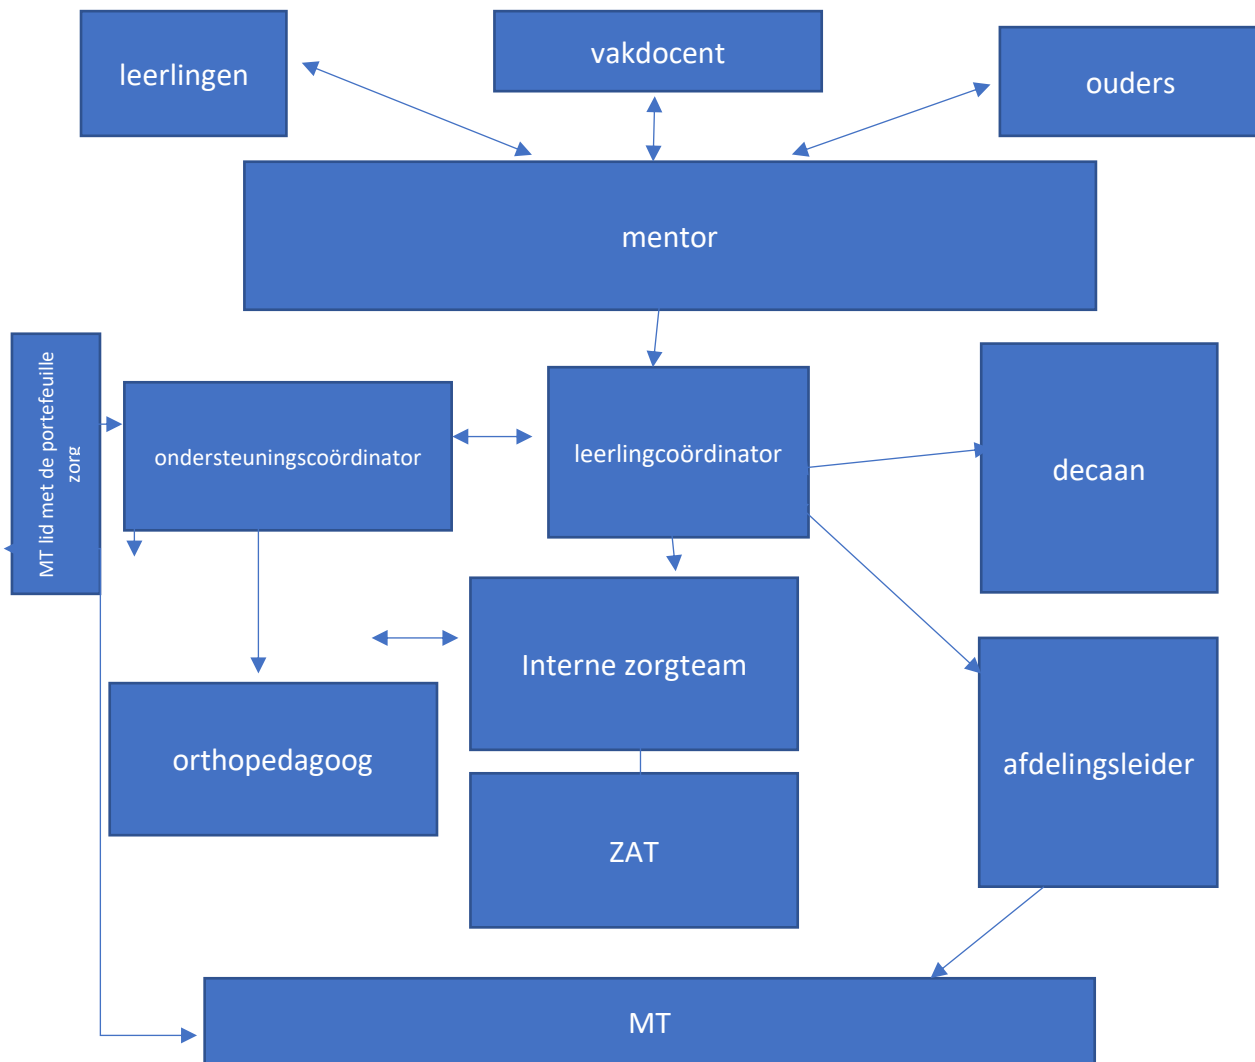 leerlingen
vakdocent
ouders
mentor
MT lid met de portefeuille
zorg
ondersteuningscoördinator
leerlingcoördinator
decaan
Interne zorgteam
orthopedagoog
afdelingsleider
ZAT
MT